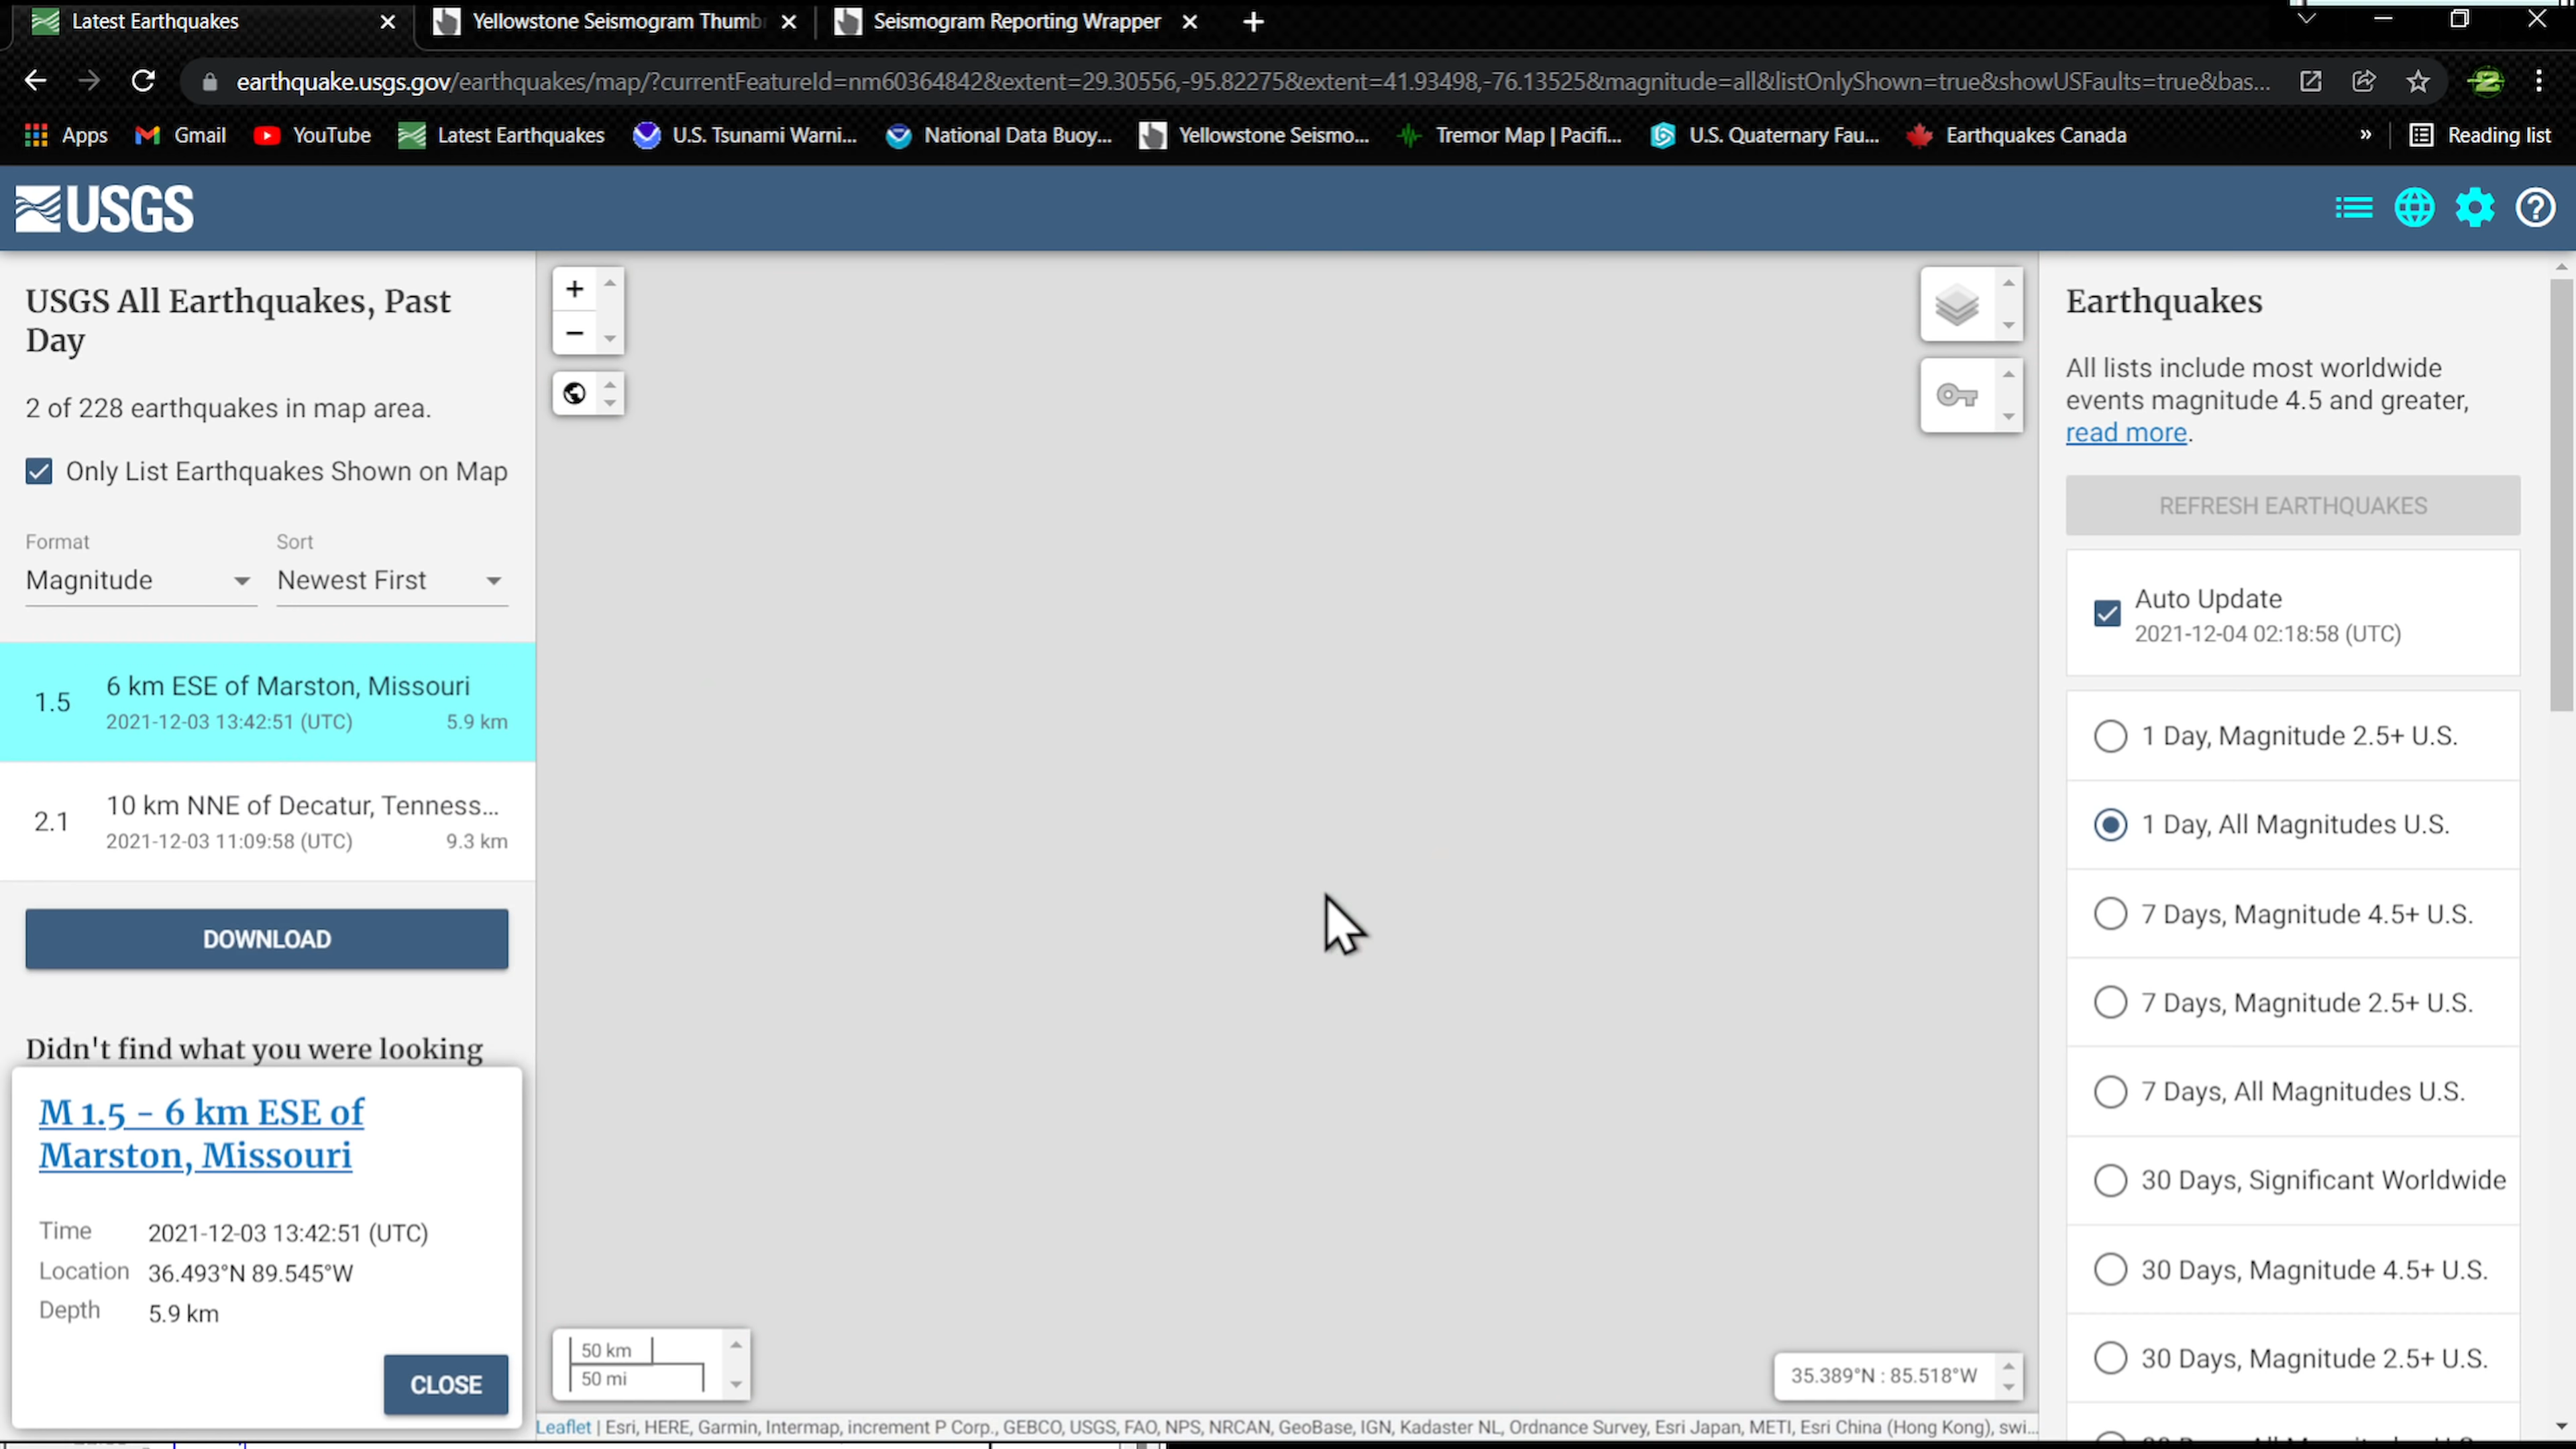 Latest Earthquakes
Yellowstone Seismogram Thumb
Seismogram Reporting Wrapper
earthquake.usgs.gov/earthquakes/map/?currentFeatureId=nm60364842&extent=29.30556,-95.82275&extent=41.93498,-76.13525&magnitude=all&listOnlyShown=true&showUSFaults=true&bas...
Apps Gmail YouTube Latest Earthquakes U.S. Tsunami Warni... National Data Buoy... Yellowstone Seismo... Tremor Map | Pacifi... U.S. Quaternary Fau... Earthquakes Canada » Reading list
USGS
USGS All Earthquakes, Past
Day
2 of 228 earthquakes in map area.
Only List Earthquakes Shown on Map
Format Sort
Magnitude Newest First
1.5 6 km ESE of Marston, Missouri
2021-12-03 13:42:51 (UTC) 5.9 km
2.1 10 km NNE of Decatur, Tenness...
2021-12-03 11:09:58 (UTC) 9.3 km
DOWNLOAD
Didn't find what you were looking
M 1.5 - 6 km ESE of
Marston, Missouri
Time 2021-12-03 13:42:51 (UTC)
Location 36.493°N 89.545°W
Depth 5.9 km
CLOSE
+
−
50 km
50 mi
35.389°N : 85.518°W
Leaflet | Esri, HERE, Garmin, Intermap, increment P Corp., GEBCO, USGS, FAO, NPS, NRCAN, GeoBase, IGN, Kadaster NL, Ordnance Survey, Esri Japan, METI, Esri China (Hong Kong), swi...
Earthquakes
All lists include most worldwide
events magnitude 4.5 and greater,
read more.
REFRESH EARTHQUAKES
Auto Update
2021-12-04 02:18:58 (UTC)
1 Day, Magnitude 2.5+ U.S.
1 Day, All Magnitudes U.S.
7 Days, Magnitude 4.5+ U.S.
7 Days, Magnitude 2.5+ U.S.
7 Days, All Magnitudes U.S.
30 Days, Significant Worldwide
30 Days, Magnitude 4.5+ U.S.
30 Days, Magnitude 2.5+ U.S.